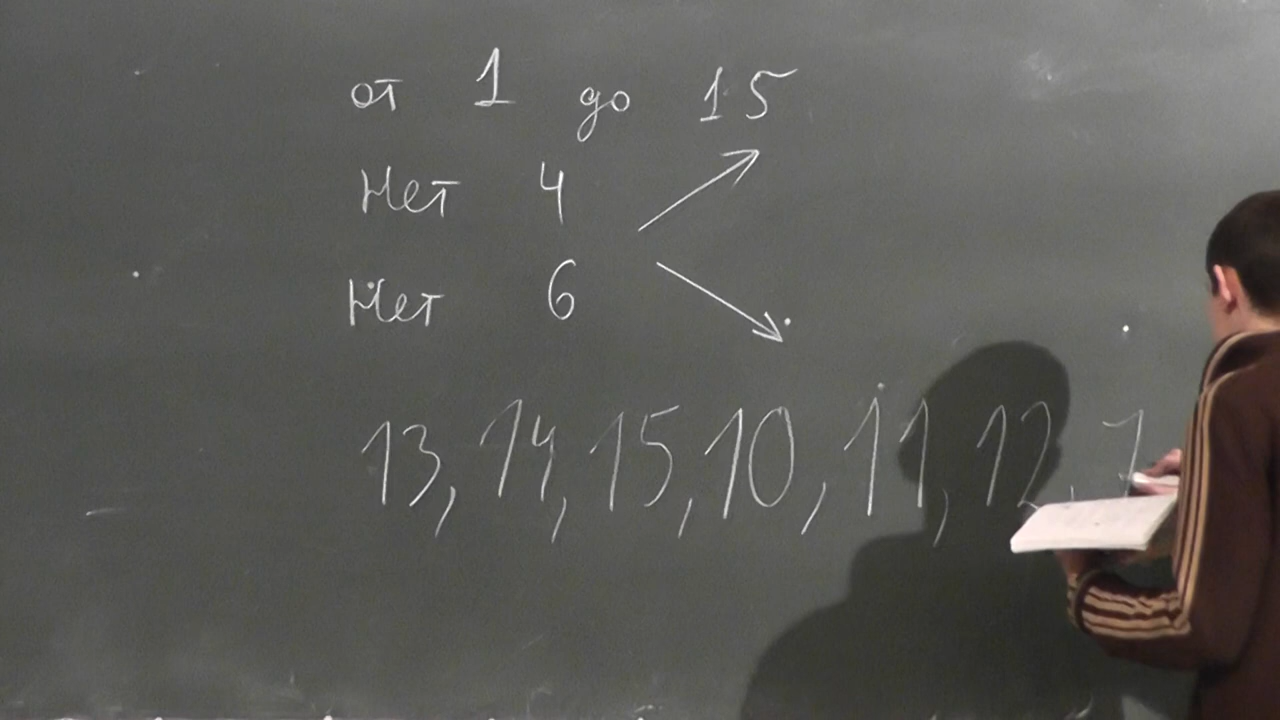 от 1 до 15
Нет 4
Нет 6
13, 14, 15, 10, 11, 12,